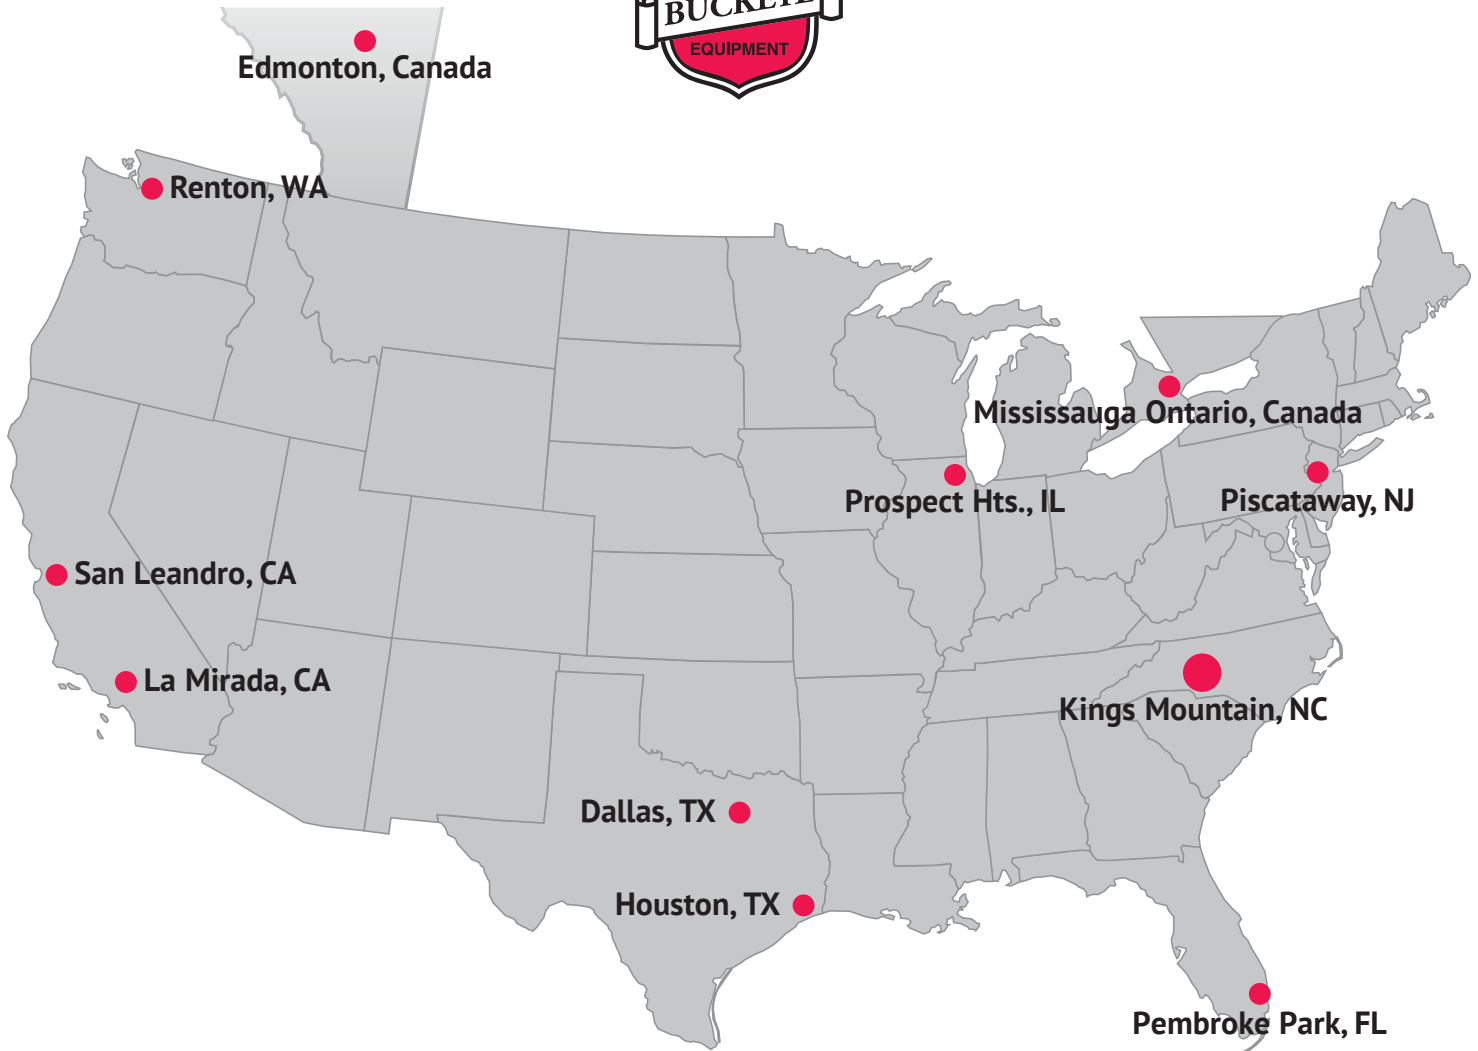 BUCKEYE
EQUIPMENT
Edmonton, Canada
Renton, WA
Mississauga Ontario, Canada
Prospect Hts., IL
Piscataway, NJ
San Leandro, CA
La Mirada, CA
Kings Mountain, NC
Dallas, TX
Houston, TX
Pembroke Park, FL